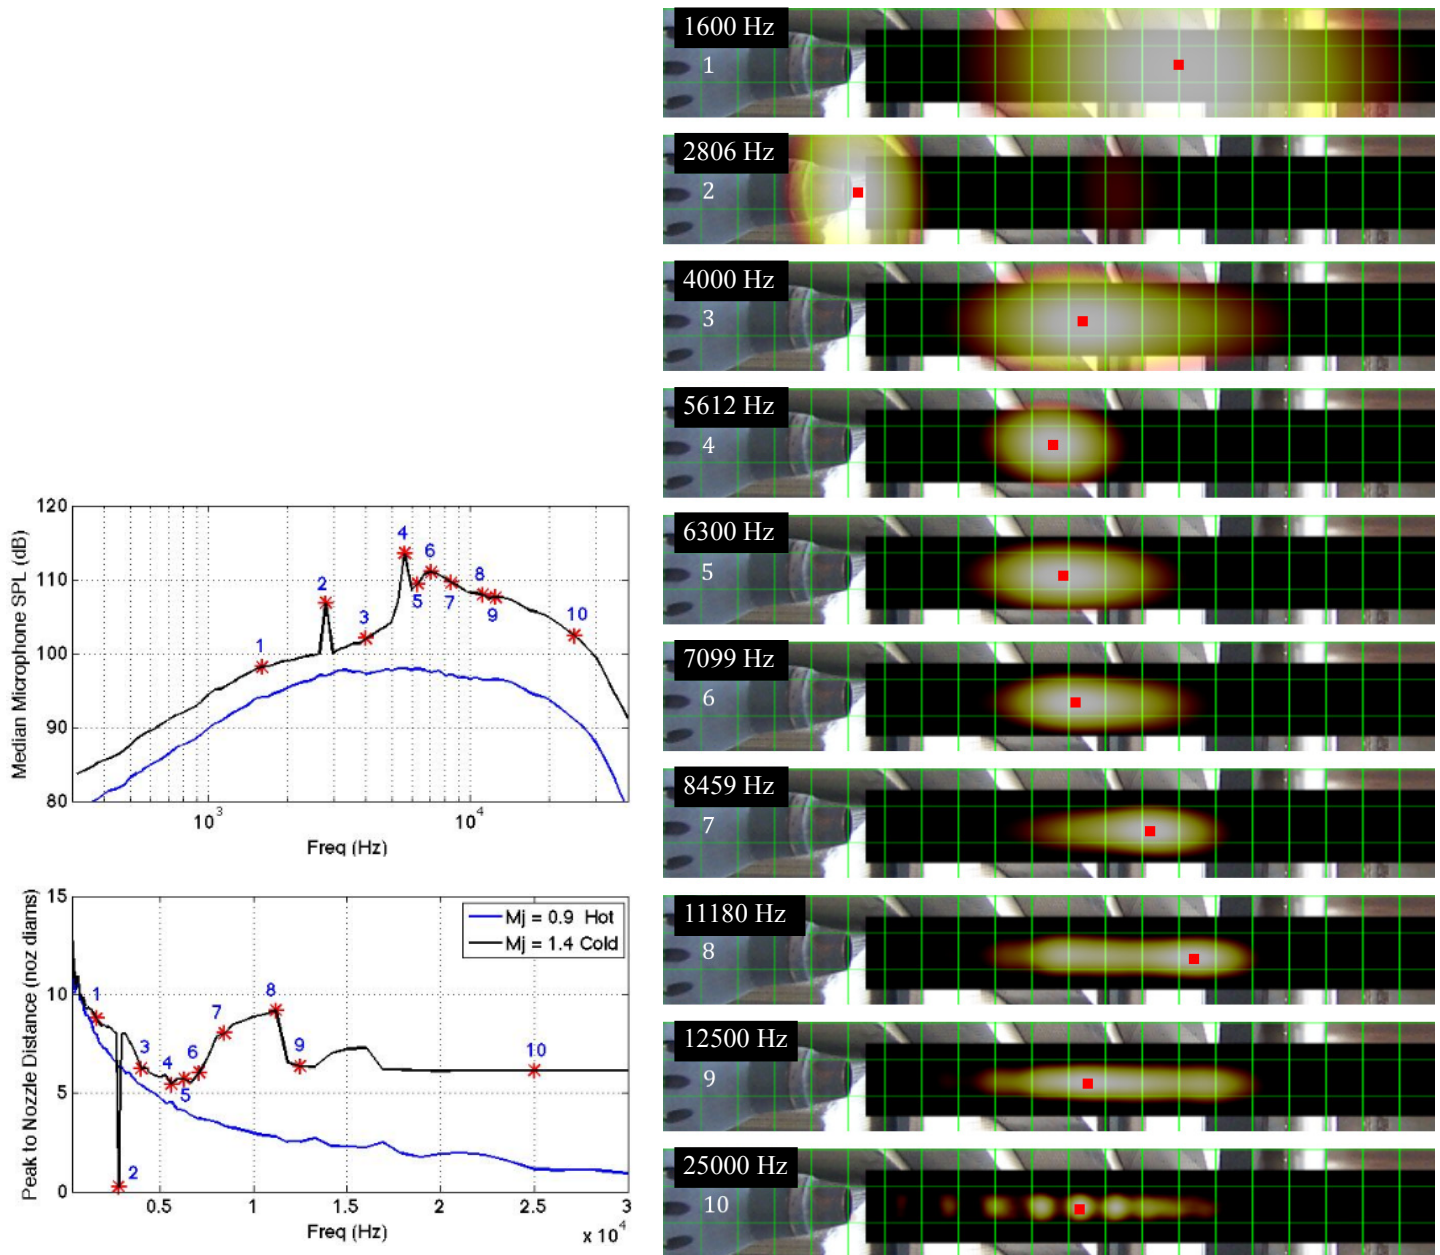 120
110
100
90
80
Median Microphone SPL (dB)
1
2
3
4
5
6
7
8
9
10
10³
10⁴
Freq (Hz)
15
10
5
0
Peak to Nozzle Distance (noz diams)
Mj = 0.9 Hot
Mj = 1.4 Cold
1
2
3
4
5
6
7
8
9
10
0.5
1
1.5
2
2.5
3
Freq (Hz)
x 10⁴
1600 Hz
1
2806 Hz
2
4000 Hz
3
5612 Hz
4
6300 Hz
5
7099 Hz
6
8459 Hz
7
11180 Hz
8
12500 Hz
9
25000 Hz
10